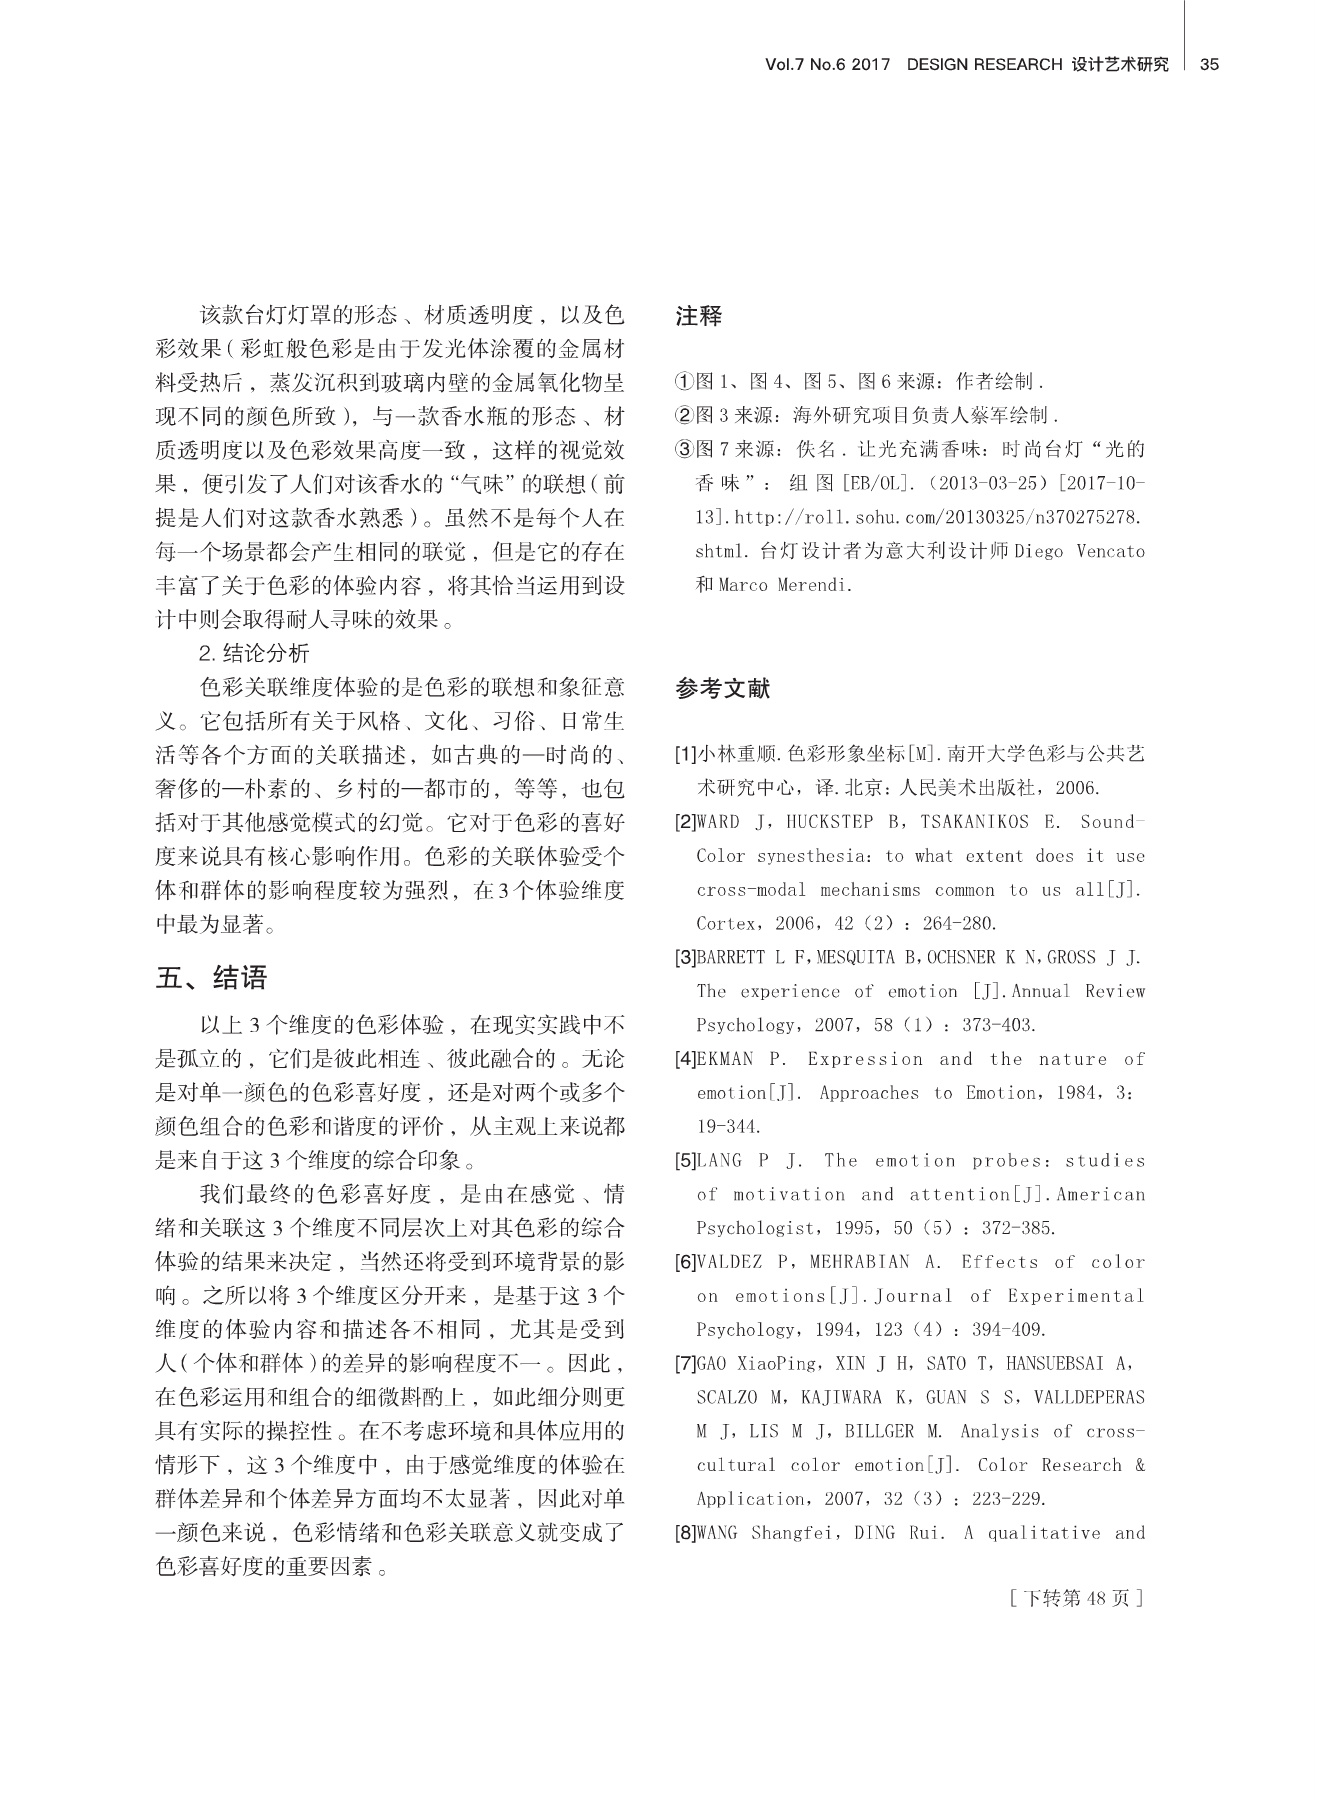 Vol.7 No.6 2017 DESIGN RESEARCH 设计艺术研究 35
该款台灯灯罩的形态、材质透明度，以及色
彩效果(彩虹般色彩是由于发光体涂覆的金属材
料受热后，蒸发沉积到玻璃内壁的金属氧化物呈
现不同的颜色所致)，与一款香水瓶的形态、材
质透明度以及色彩效果高度一致，这样的视觉效
果，便引发了人们对该香水的“气味”的联想(前
提是人们对这款香水熟悉)。虽然不是每个人在
每一个场景都会产生相同的联觉，但是它的存在
丰富了关于色彩的体验内容，将其恰当运用到设
计中则会取得耐人寻味的效果。
2. 结论分析
色彩关联维度体验的是色彩的联想和象征意
义。它包括所有关于风格、文化、习俗、日常生
活等各个方面的关联描述，如古典的—时尚的、
奢侈的—朴素的、乡村的—都市的，等等，也包
括对于其他感觉模式的幻觉。它对于色彩的喜好
度来说具有核心影响作用。色彩的关联体验受个
体和群体的影响程度较为强烈，在3个体验维度
中最为显著。
五、结语
以上 3 个维度的色彩体验，在现实实践中不
是孤立的，它们是彼此相连、彼此融合的。无论
是对单一颜色的色彩喜好度，还是对两个或多个
颜色组合的色彩和谐度的评价，从主观上来说都
是来自于这 3 个维度的综合印象。
我们最终的色彩喜好度，是由在感觉、情
绪和关联这 3 个维度不同层次上对其色彩的综合
体验的结果来决定，当然还将受到环境背景的影
响。之所以将 3 个维度区分开来，是基于这 3 个
维度的体验内容和描述各不相同，尤其是受到
人(个体和群体)的差异的影响程度不一。因此，
在色彩运用和组合的细微斟酌上，如此细分则更
具有实际的操控性。在不考虑环境和具体应用的
情形下，这 3 个维度中，由于感觉维度的体验在
群体差异和个体差异方面均不太显著，因此对单
一颜色来说，色彩情绪和色彩关联意义就变成了
色彩喜好度的重要因素。
注释
①图 1、图 4、图 5、图 6 来源：作者绘制.
②图 3 来源：海外研究项目负责人蔡军绘制.
③图 7 来源：佚名. 让光充满香味：时尚台灯“光的
香味”：组图[EB/OL].（2013-03-25）[2017-10-
13].http://roll.sohu.com/20130325/n370275278.
shtml. 台灯设计者为意大利设计师 Diego Vencato
和 Marco Merendi.
参考文献
[1]小林重顺. 色彩形象坐标[M]. 南开大学色彩与公共艺
术研究中心，译. 北京：人民美术出版社，2006.
[2]WARD J，HUCKSTEP B，TSAKANIKOS E. Sound-
Color synesthesia: to what extent does it use
cross-modal mechanisms common to us all[J].
Cortex，2006，42（2）：264-280.
[3]BARRETT L F，MESQUITA B，OCHSNER K N，GROSS J J.
The experience of emotion [J].Annual Review
Psychology，2007，58（1）：373-403.
[4]EKMAN P. Expression and the nature of
emotion[J]. Approaches to Emotion，1984，3：
19-344.
[5]LANG P J. The emotion probes: studies
of motivation and attention[J].American
Psychologist，1995，50（5）：372-385.
[6]VALDEZ P，MEHRABIAN A. Effects of color
on emotions[J].Journal of Experimental
Psychology，1994，123（4）：394-409.
[7]GAO XiaoPing，XIN J H，SATO T，HANSUEBSAI A，
SCALZO M，KAJIWARA K，GUAN S S，VALLDEPERAS
M J，LIS M J，BILLGER M. Analysis of cross-
cultural color emotion[J]. Color Research &
Application，2007，32（3）：223-229.
[8]WANG Shangfei，DING Rui. A qualitative and
[下转第 48 页]